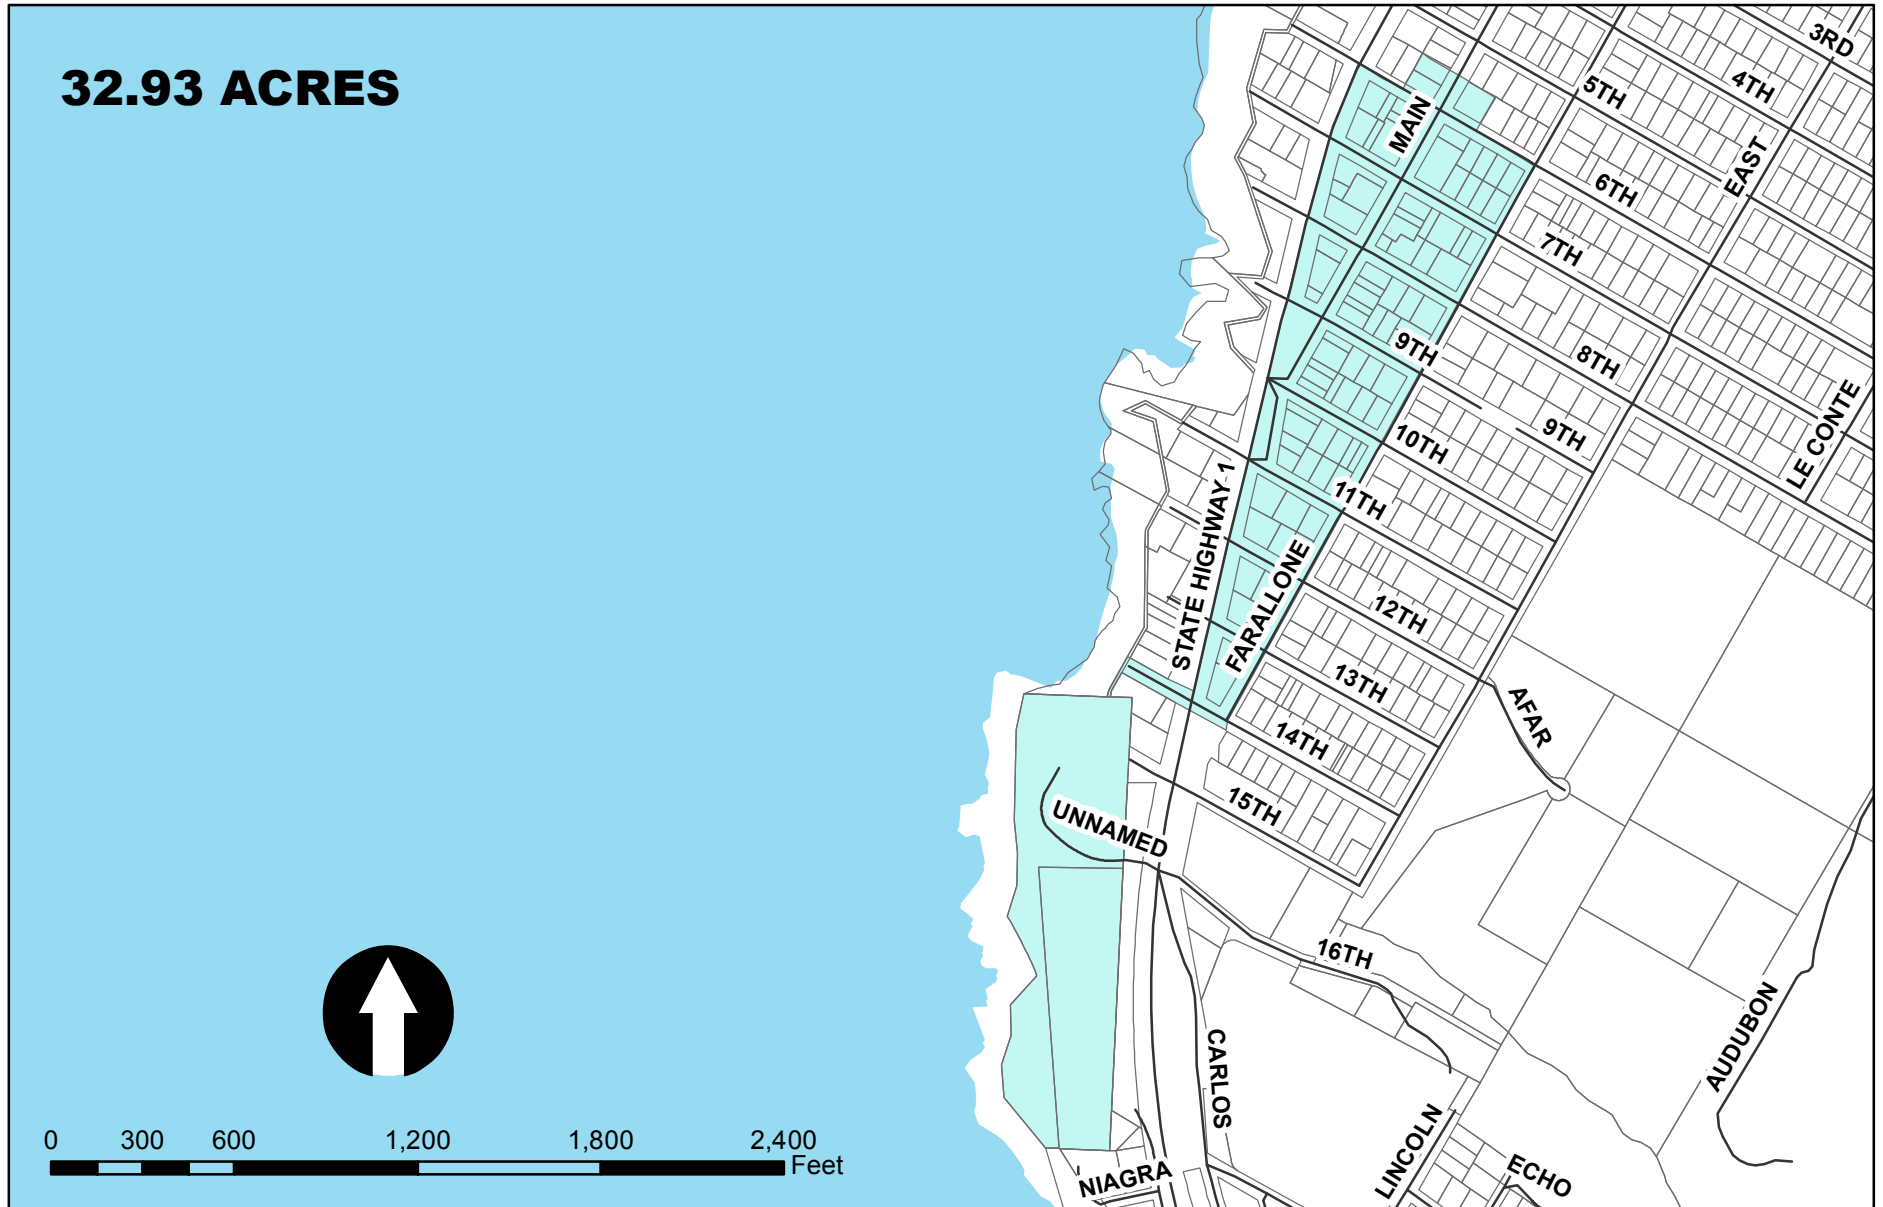 32.93 ACRES
3RD
4TH
5TH
MAIN
EAST
6TH
7TH
9TH
8TH
LE CONTE
9TH
10TH
11TH
STATE HIGHWAY 1
FARALLONE
12TH
13TH
AFAR
14TH
15TH
UNNAMED
16TH
AUDUBON
CARLOS
LINCOLN
0 300 600 1,200 1,800 2,400
Feet
NIAGRA
ECHO